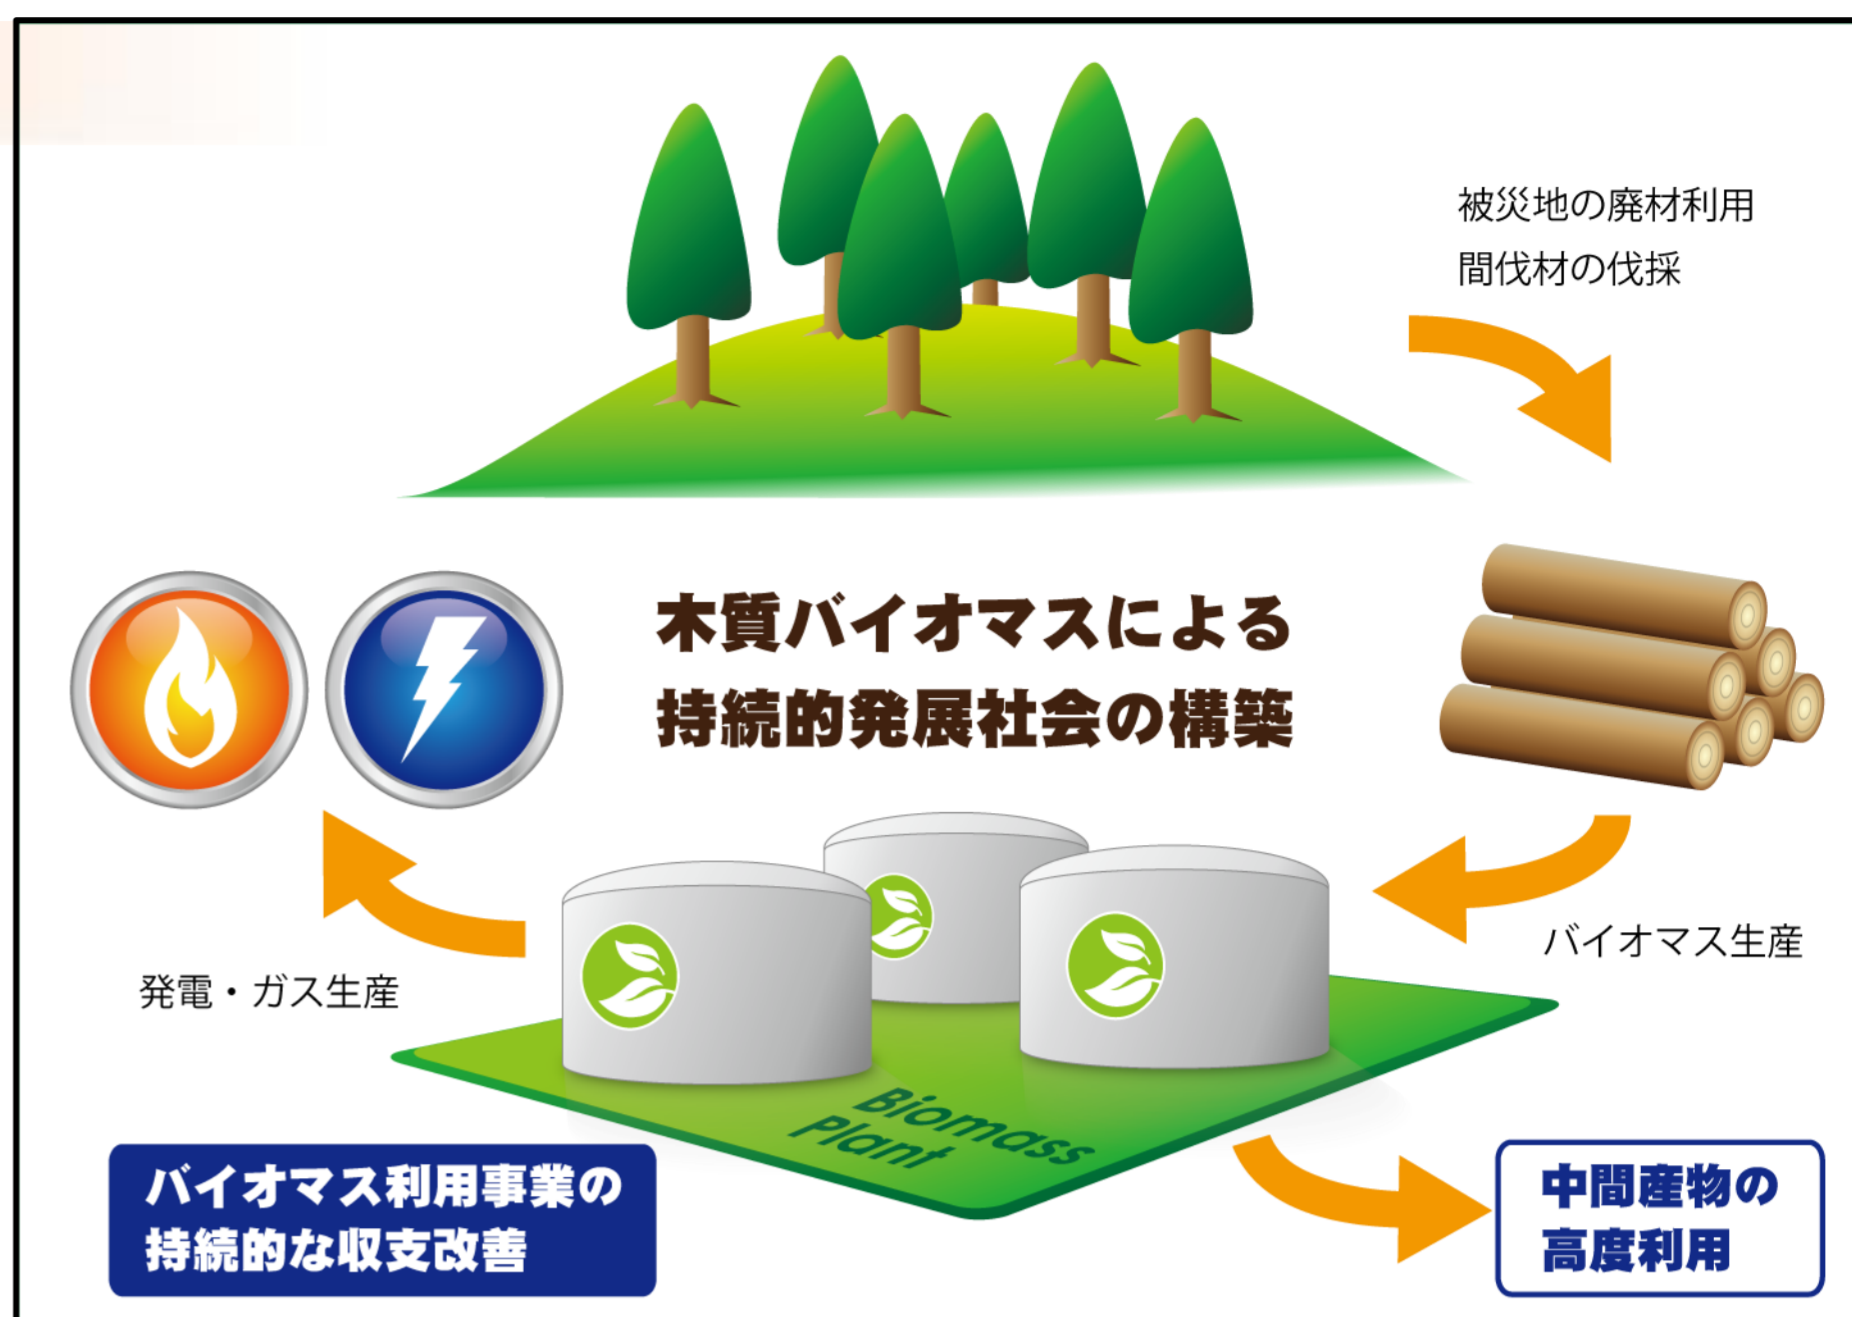 被災地の廃材利用
間伐材の伐採
木質バイオマスによる
持続的発展社会の構築
バイオマス生産
発電・ガス生産
Biomass
Plant
バイオマス利用事業の
持続的な収支改善
中間産物の
高度利用